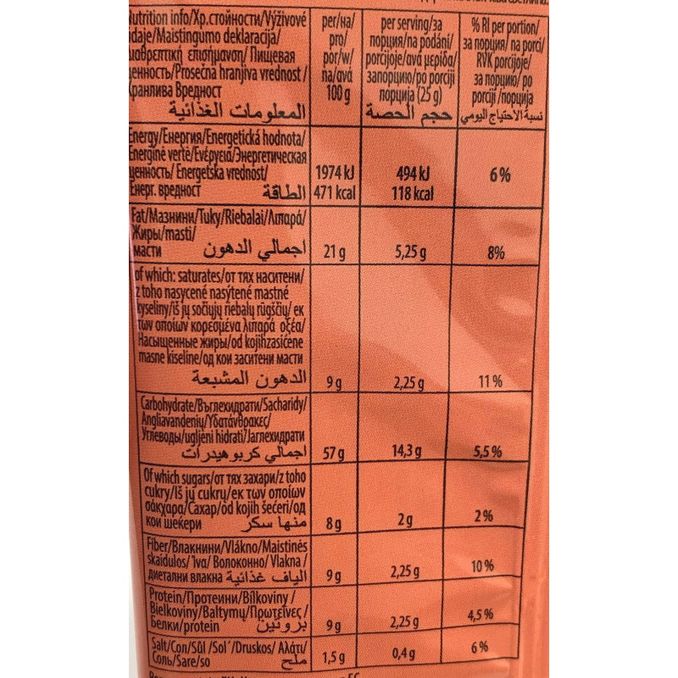 Nutrition info/Хр.стойности/Výživové
údaje/Maistingumo deklaracija/
Διαθρεπτική επισήμανση/ Пищевая
ценность/Prosečna hranjiva vrednost /
Хранлива Вредност
المعلومات الغذائية
per/на/
pro/
por/w/
na/ανά
100 g
per serving/за
порция/na podání/
porcijoje/ανά μερίδα/
запорцию/po porciji
порција (25 g)
حجم الحصة
% RI per portion/
за порция/ na porci/
RVK porcijoje/
за порцию/ po
porciji /порција
نسبة الاحتياج اليومي
Energy/Енергия/Energetická hodnota/
Energinė vertė/Ενέργεια/Энергетическая
ценность/ Energetska vrednost/
Енерг. вредност
الطاقة
1974 kJ
471 kcal
494 kJ
118 kcal
6%
Fat/Мазнини/Tuky/Riebalai/Λιπαρά/
Жиры/masti/
масти اجمالي الدهون 21 g 5,25 g 8%
of which: saturates/от тях наситени/
z toho nasycené nasýtené mastné
kyseliny/iš jų sočiųjų riebalų rūgščių/ εκ
των οποίων κορεσμένα λιπαρά οξέα/
Насыщенные жиры/od kojihzasićene
masne kiseline/од кои заситени масти
الدهون المشبعة 9 g 2,25 g 11 %
Carbohydrate/Въглехидрати/Sacharidy/
Angliavandenių/Υδατάνθρακες/
Углеводы/ugljeni hidrati/Јаглехидрати
اجمالي كربوهيدرات 57 g 14,3 g 5,5 %
Of which sugars/от тях захари/z toho
cukry/Iš jų cukrų/εκ των οποίων
σάκχαρα/Сахар/od kojih šećeri/од
кои шеќери منها سكر 8 g 2 g 2 %
Fiber/Влакнини/Vlákno/Maistinės
skaidulos/ Ίνα/ Волоконно/ Vlakna /
диетални влакна الياف غذائية 9 g 2,25 g 10 %
Protein/Протеини/Bílkoviny /
Bielkoviny/Baltymų/Πρωτεΐνες /
Белки/protein بروتين 9 g 2,25 g 4,5 %
Salt/Сол/Sůl /Soľ/Druskos/ Αλάτι/
Соль/Sare/so ملح 1,5 g 0,4 g 6 %